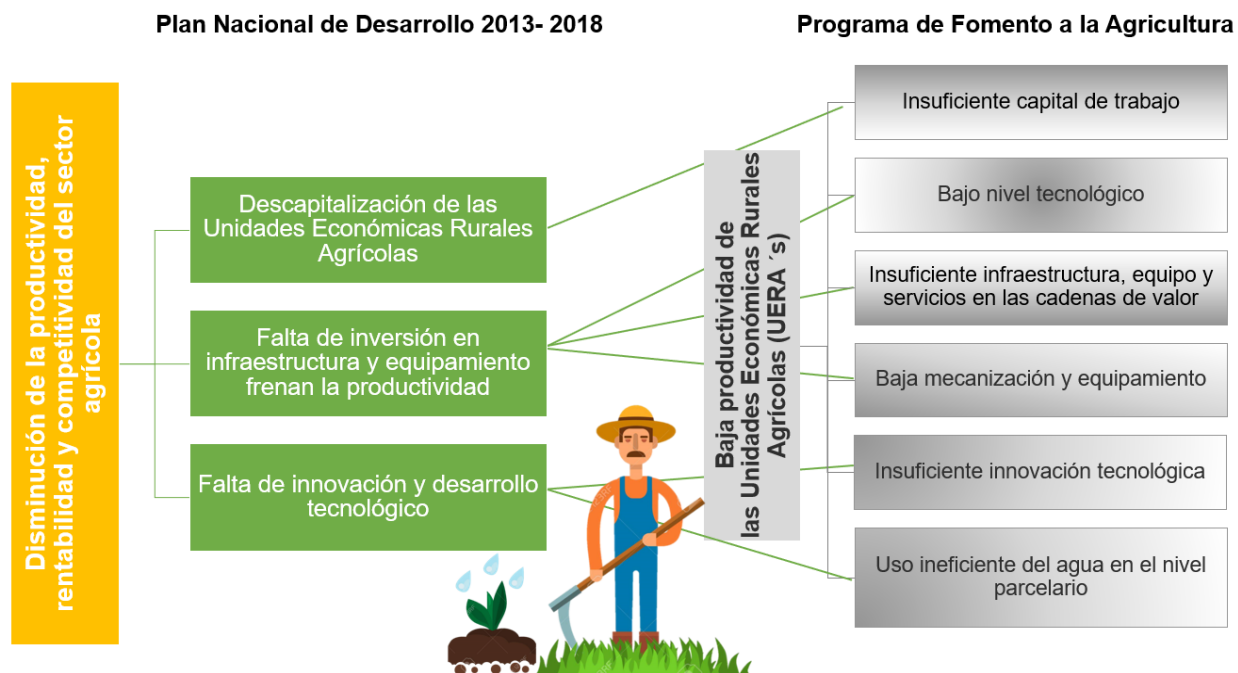 Plan Nacional de Desarrollo 2013- 2018
Programa de Fomento a la Agricultura
Disminución de la productividad,
rentabilidad y competitividad del sector
agrícola
Descapitalización de las
Unidades Económicas Rurales
Agrícolas
Falta de inversión en
infraestructura y equipamiento
frenan la productividad
Falta de innovación y desarrollo
tecnológico
Baja productividad de
las Unidades Económicas Rurales
Agrícolas (UERA ´s)
Insuficiente capital de trabajo
Bajo nivel tecnológico
Insuficiente infraestructura, equipo y
servicios en las cadenas de valor
Baja mecanización y equipamiento
Insuficiente innovación tecnológica
Uso ineficiente del agua en el nivel
parcelario